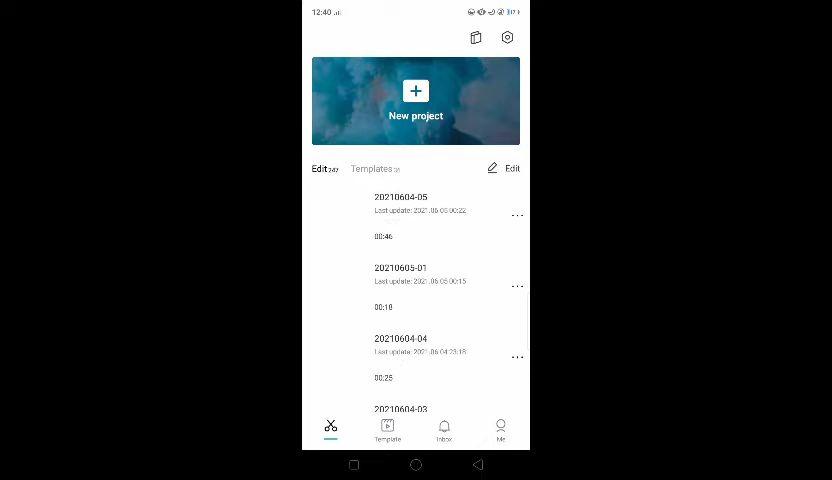 12:40
New project
Edit 247
Templates
Edit
20210604-05
Last update: 2021.06.05 00:22
00:46
20210605-01
Last update: 2021.06.05 00:15
00:18
20210604-04
Last update: 2021.06.04 23:18
00:25
20210604-03
Template
Inbox
Me